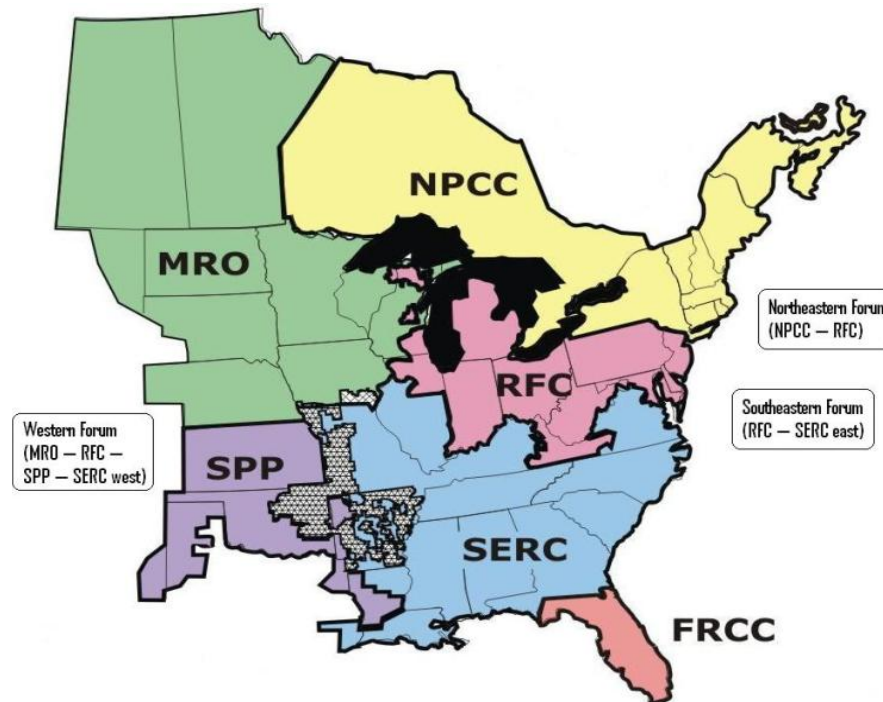 NPCC
MRO
Northeastern Forum
(NPCC — RFC)
RFC
Southeastern Forum
(RFC — SERC east)
Western Forum
(MRO — RFC —
SPP — SERC west)
SPP
SERC
FRCC